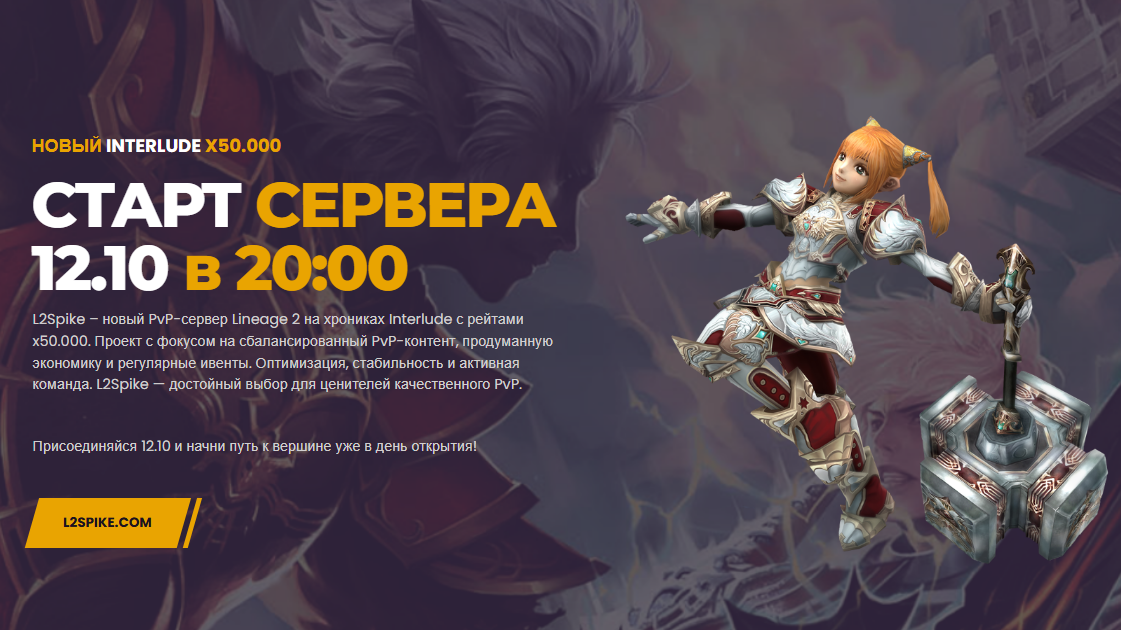 НОВЫЙ INTERLUDE X50.000
СТАРТ СЕРВЕРА
12.10 в 20:00
L2Spike – новый PvP-сервер Lineage 2 на хрониках Interlude с рейтами
x50.000. Проект с фокусом на сбалансированный PvP-контент, продуманную
экономику и регулярные ивенты. Оптимизация, стабильность и активная
команда. L2Spike — достойный выбор для ценителей качественного PvP.
Присоединяйся 12.10 и начни путь к вершине уже в день открытия!
L2SPIKE.COM